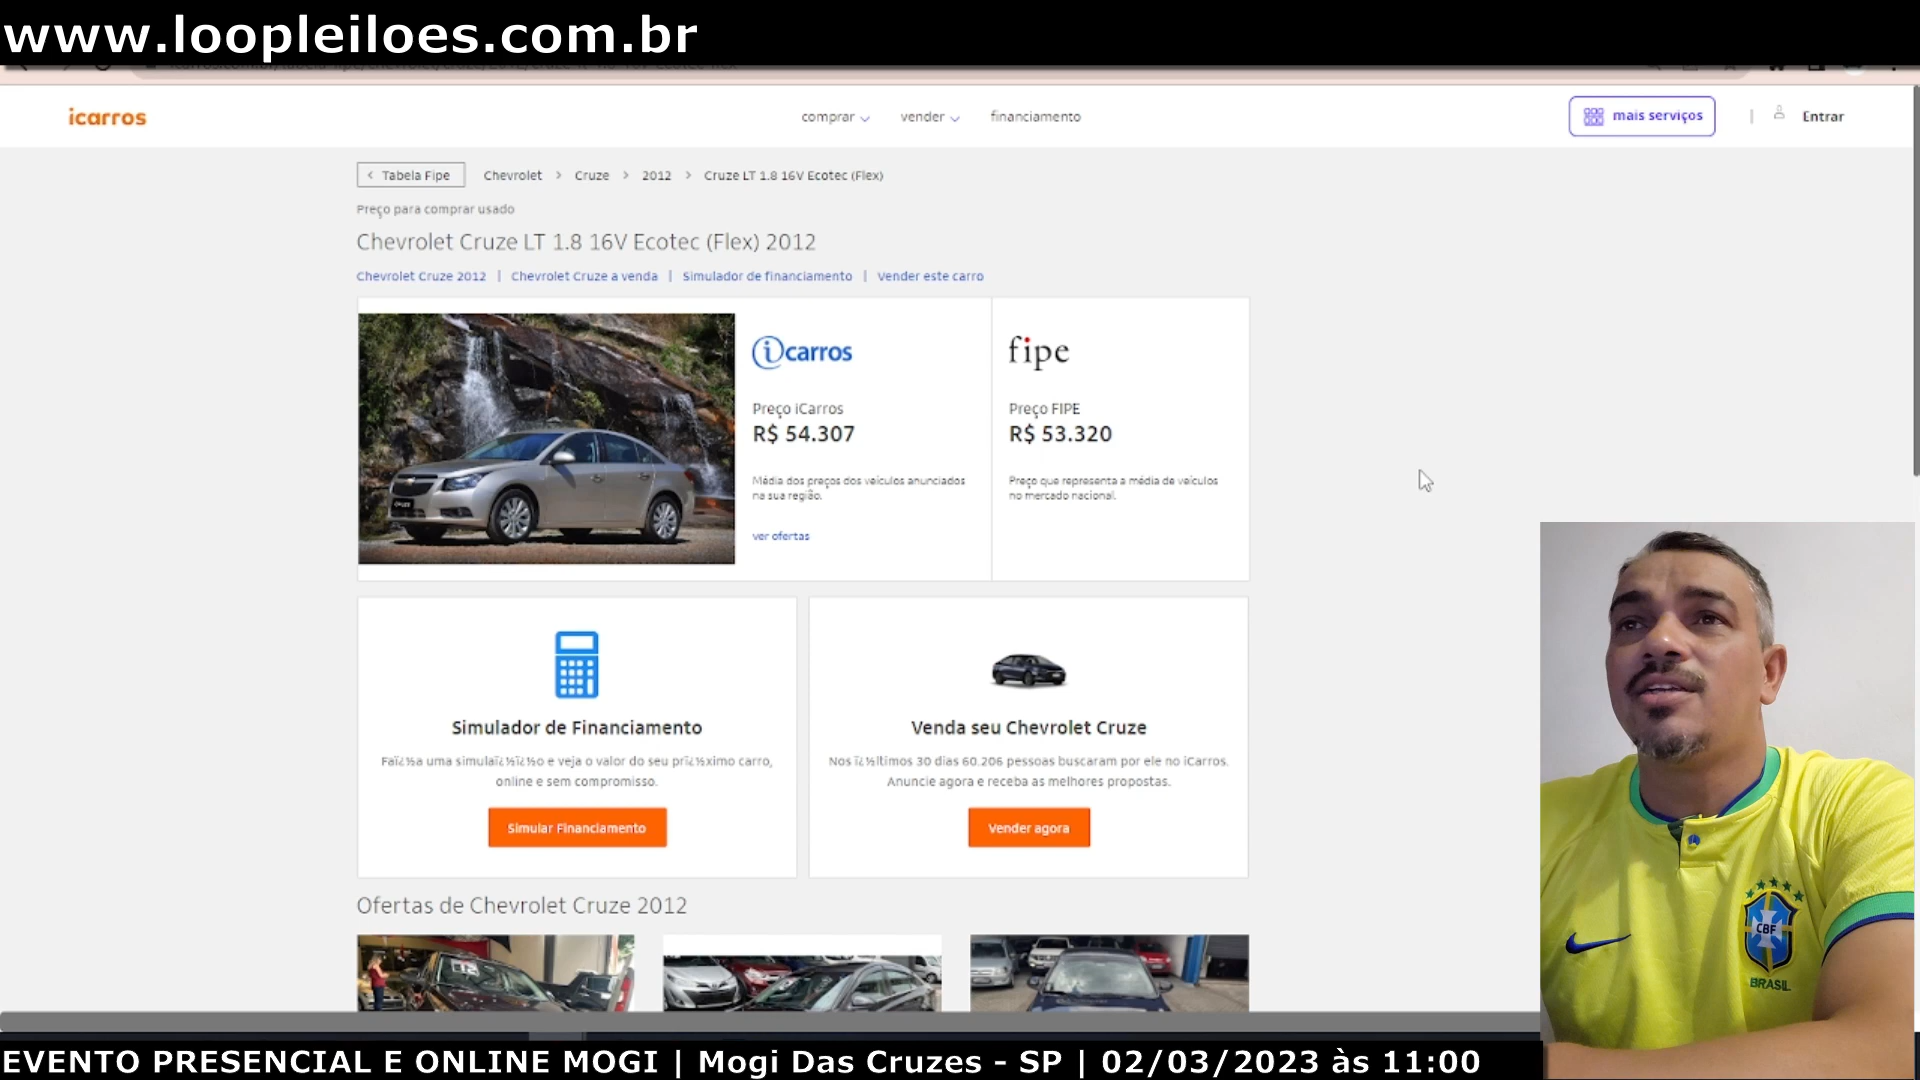 www.loopleiloes.com.br
icarros
comprar
vender
financiamento
mais serviços
|
Entrar
< Tabela Fipe
Chevrolet > Cruze > 2012 > Cruze LT 1.8 16V Ecotec (Flex)
Preço para comprar usado
Chevrolet Cruze LT 1.8 16V Ecotec (Flex) 2012
Chevrolet Cruze 2012 | Chevrolet Cruze a venda | Simulador de financiamento | Vender este carro
icarros
Preço iCarros
R$ 54.307
Média dos preços dos veículos anunciados
na sua região.
ver ofertas
fipe
Preço FIPE
R$ 53.320
Preço que representa a média de veículos
no mercado nacional.
Simulador de Financiamento
Faï¿½a uma simulaï¿½ï¿½o e veja o valor do seu prï¿½ximo carro,
online e sem compromisso.
Simular Financiamento
Venda seu Chevrolet Cruze
Nos ï¿½ltimos 30 dias 60.206 pessoas buscaram por ele no iCarros.
Anuncie agora e receba as melhores propostas.
Vender agora
Ofertas de Chevrolet Cruze 2012
CBF
BRASIL
EVENTO PRESENCIAL E ONLINE MOGI | Mogi Das Cruzes - SP | 02/03/2023 às 11:00